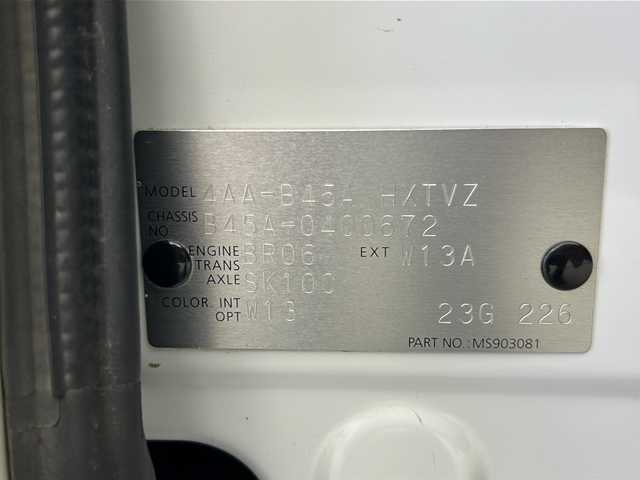 MODEL 4AA-B45A HXTVZ
CHASSIS NO B45A-0400672
ENGINE BR06 EXT W13A
TRANS AXLE SK10C
COLOR. INT W13
OPT 23G 226
PART NO.:MS903081